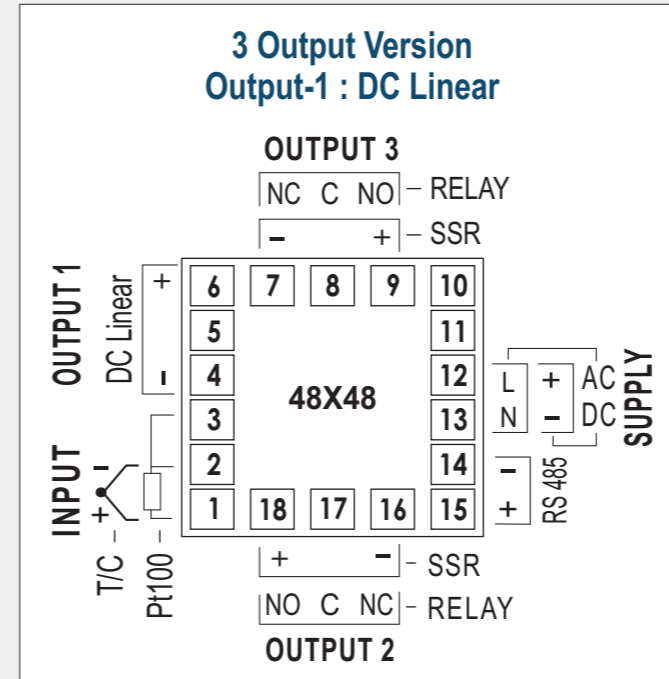 3 Output Version
Output-1 : DC Linear
OUTPUT 3
NC C NO – RELAY
– + – SSR
OUTPUT 1
DC Linear
+
–
6 7 8 9 10
5 11
4 12
3 13
2 14
1 18 17 16 15
48X48
L + AC
N – DC
SUPPLY
– +
RS 485
INPUT
– +
T/C –
Pt100 –
+ – – SSR
NO C NC – RELAY
OUTPUT 2